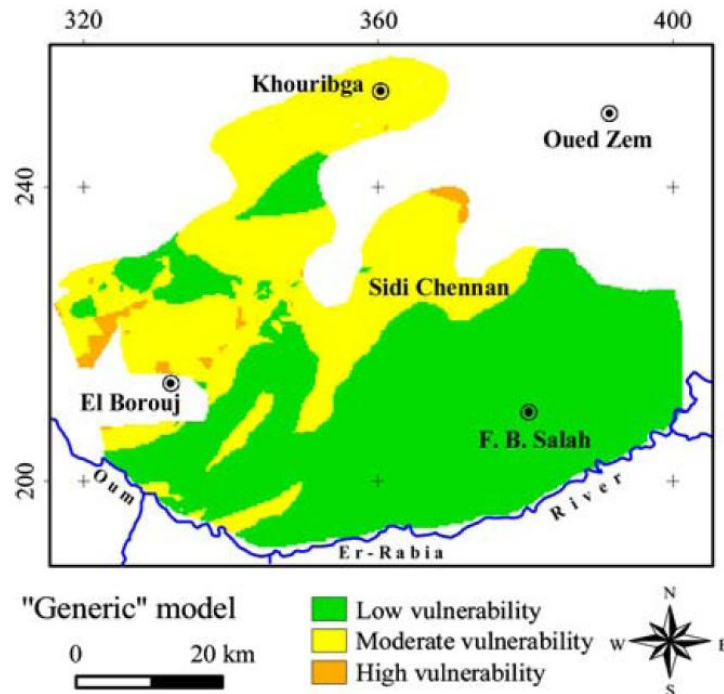 320 360 400
Khouribga
Oued Zem
240
Sidi Chennan
El Borouj
F. B. Salah
200
Oum
Er-Rabia
River
"Generic" model
0 20 km
Low vulnerability
Moderate vulnerability
High vulnerability
N
W E
S